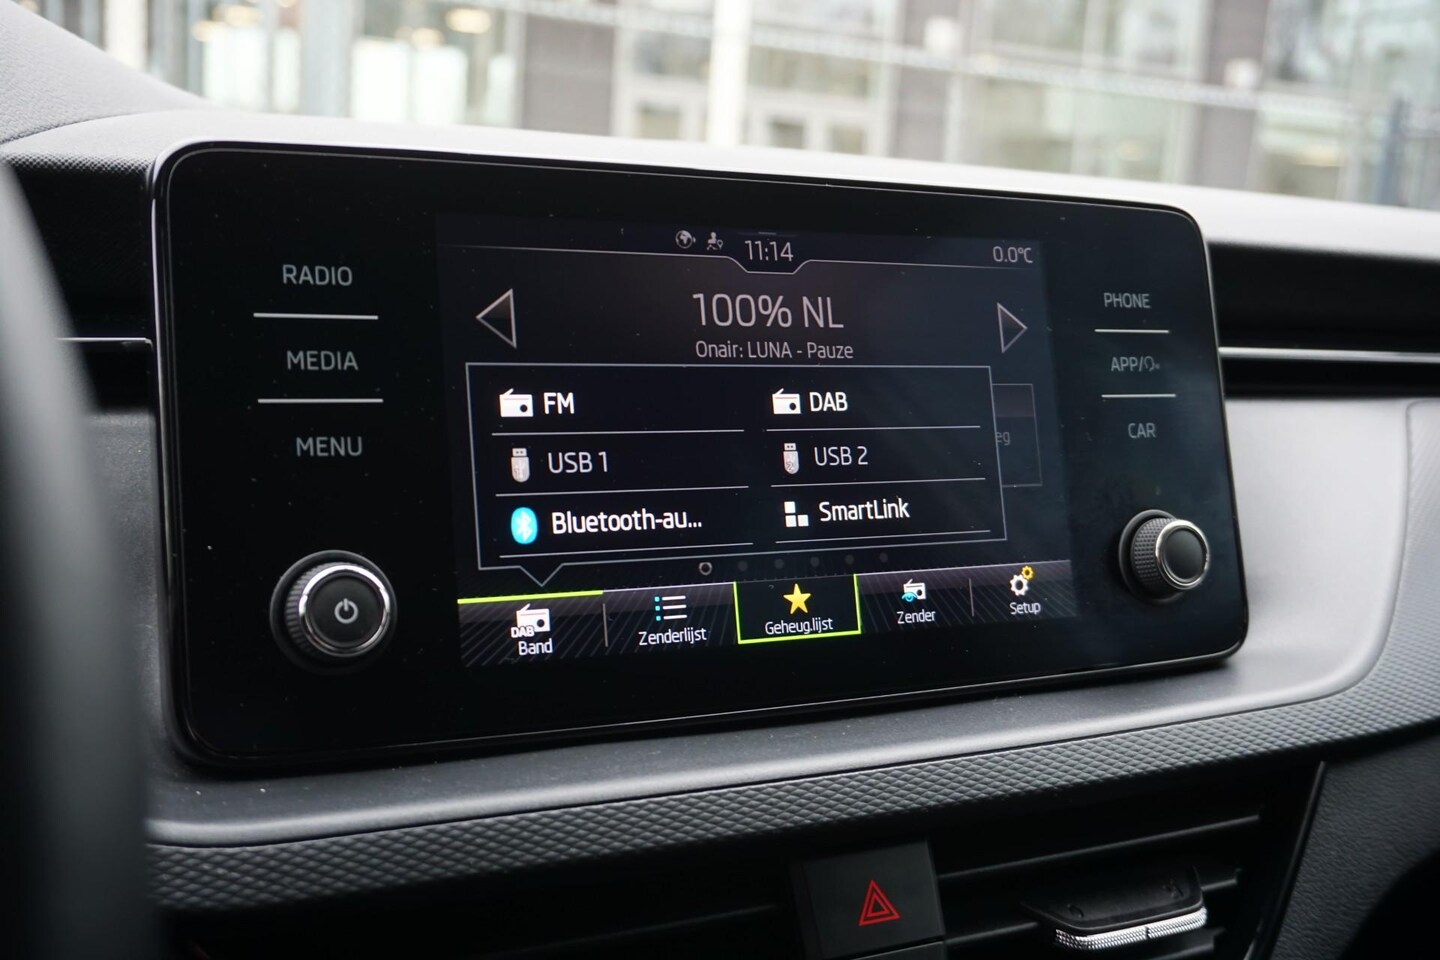 RADIO
MEDIA
MENU
11:14
0.0°C
100% NL
Onair: LUNA - Pauze
FM
DAB
USB 1
USB 2
Bluetooth-au...
SmartLink
eg
DAB
Band
Zenderlijst
Geheug.lijst
Zender
Setup
PHONE
APP/
CAR